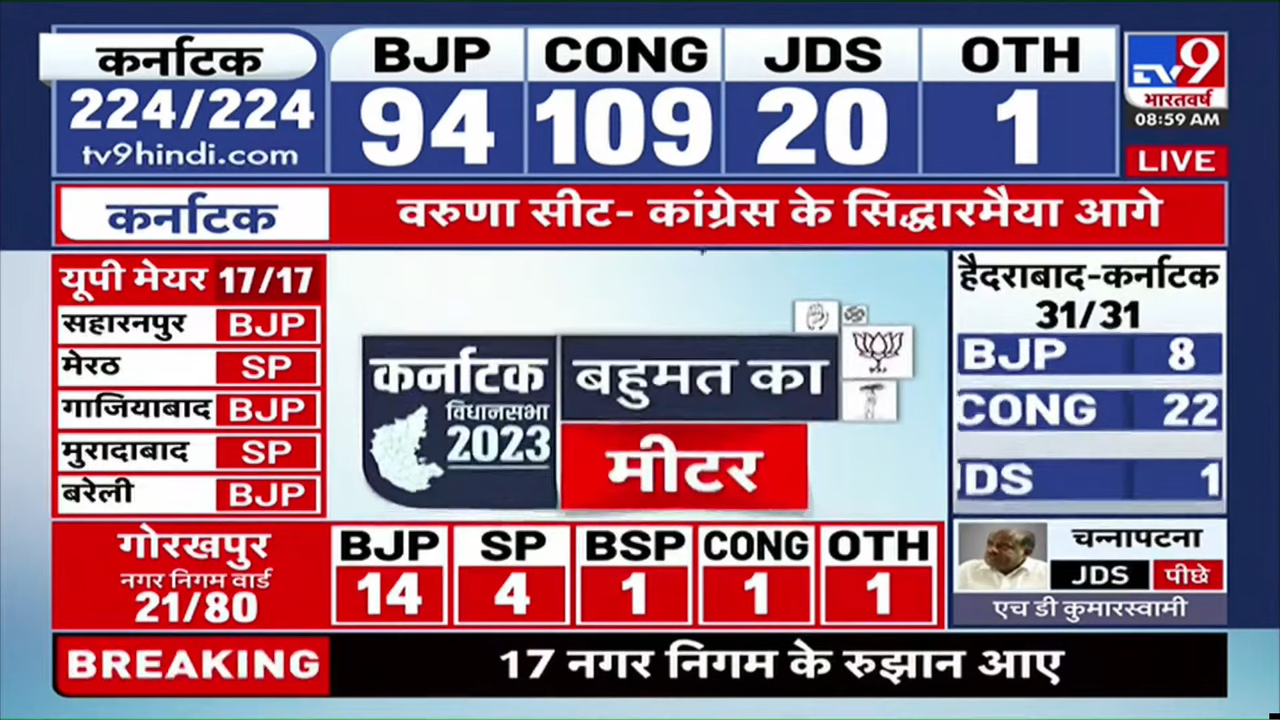 कर्नाटक
224/224
tv9hindi.com
BJP CONG JDS OTH
94 109 20 1
TV9
भारतवर्ष
08:59 AM
LIVE
कर्नाटक
वरुणा सीट- कांग्रेस के सिद्धारमैया आगे
यूपी मेयर 17/17
सहारनपुर BJP
मेरठ SP
गाजियाबाद BJP
मुरादाबाद SP
बरेली BJP
कर्नाटक
विधानसभा
2023
बहुमत का
मीटर
हैदराबाद-कर्नाटक
31/31
BJP 8
CONG 22
JDS 1
चन्नापटना
JDS पीछे
एच डी कुमारस्वामी
गोरखपुर
नगर निगम वार्ड
21/80
BJP SP BSP CONG OTH
14 4 1 1 1
BREAKING
17 नगर निगम के रुझान आए